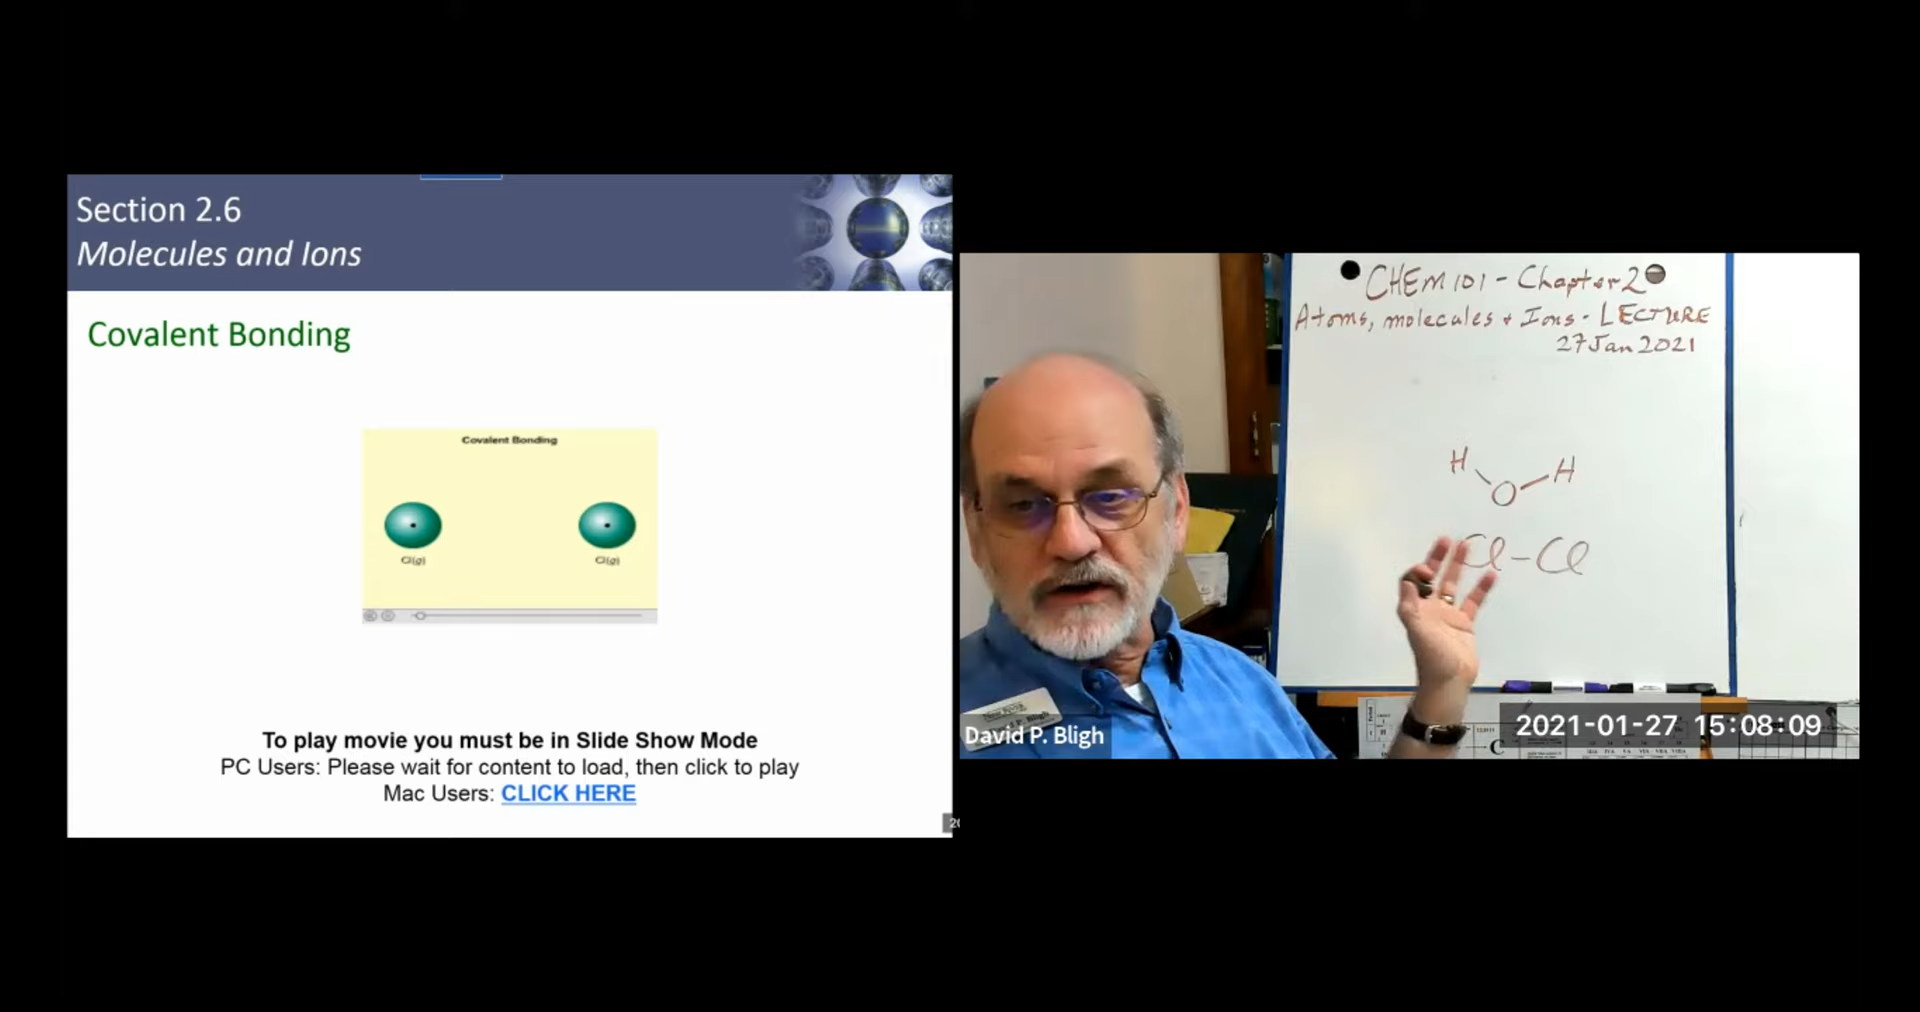 Section 2.6
Molecules and Ions
Covalent Bonding
Covalent Bonding
Cl(g)
Cl(g)
To play movie you must be in Slide Show Mode
PC Users: Please wait for content to load, then click to play
Mac Users: CLICK HERE
CHEM 101 - Chapter 2
Atoms, molecules + Ions - LECTURE
27 Jan 2021
H H
O
Cl-Cl
David P. Bligh
2021-01-27 15:08:09
C